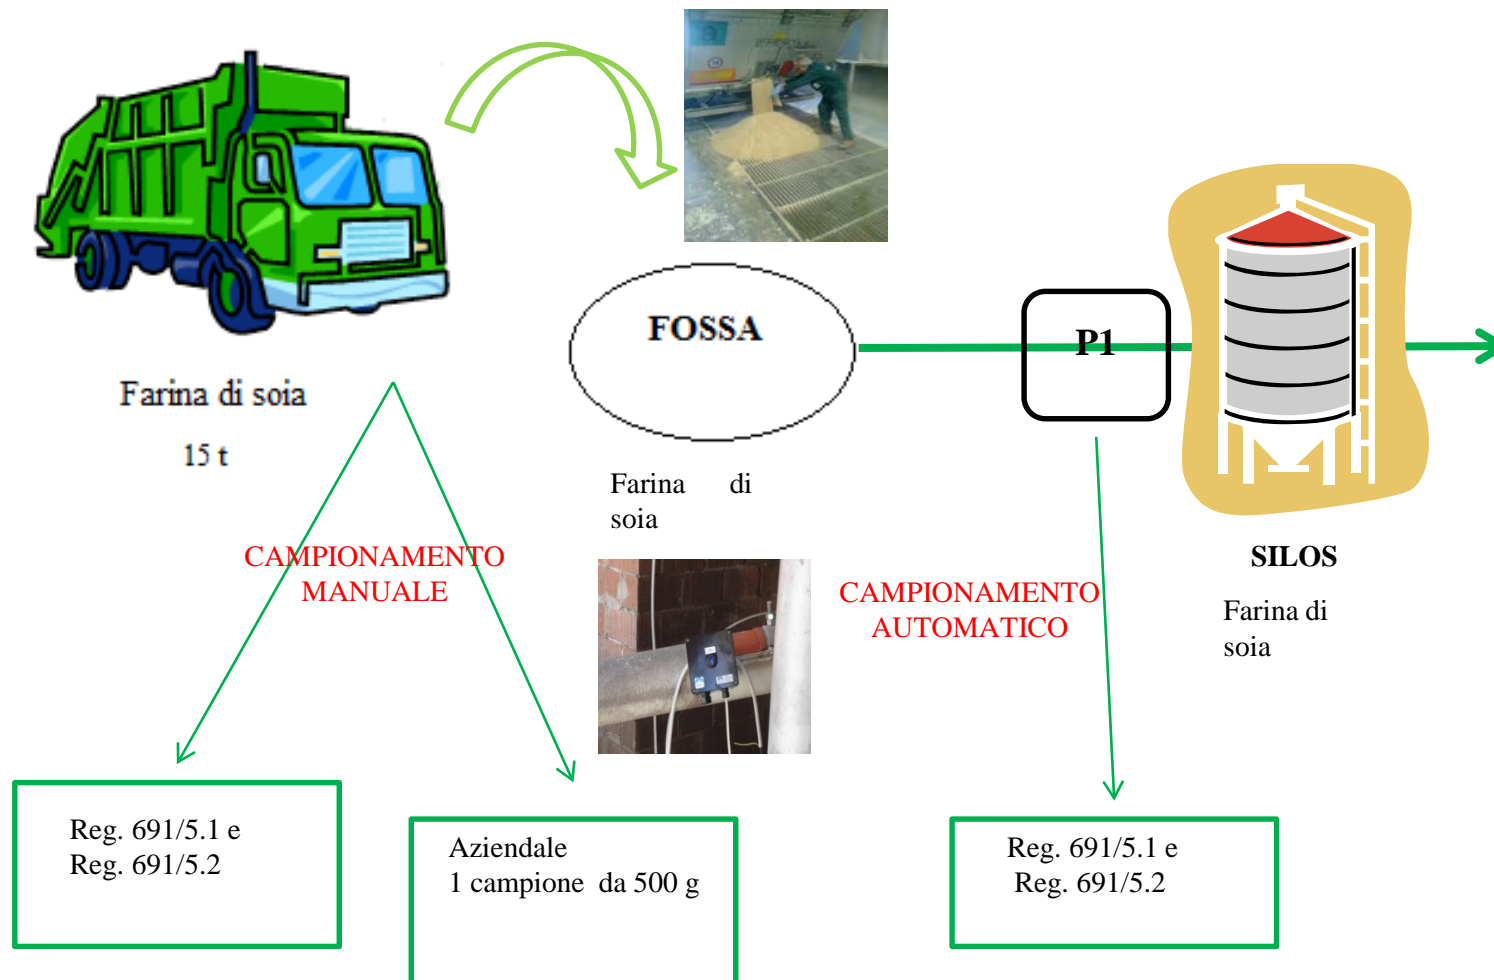 FOSSA
P1
Farina di soia
15 t
Farina di
soia
CAMPIONAMENTO
MANUALE
CAMPIONAMENTO
AUTOMATICO
SILOS
Farina di
soia
Reg. 691/5.1 e
Reg. 691/5.2
Aziendale
1 campione da 500 g
Reg. 691/5.1 e
Reg. 691/5.2